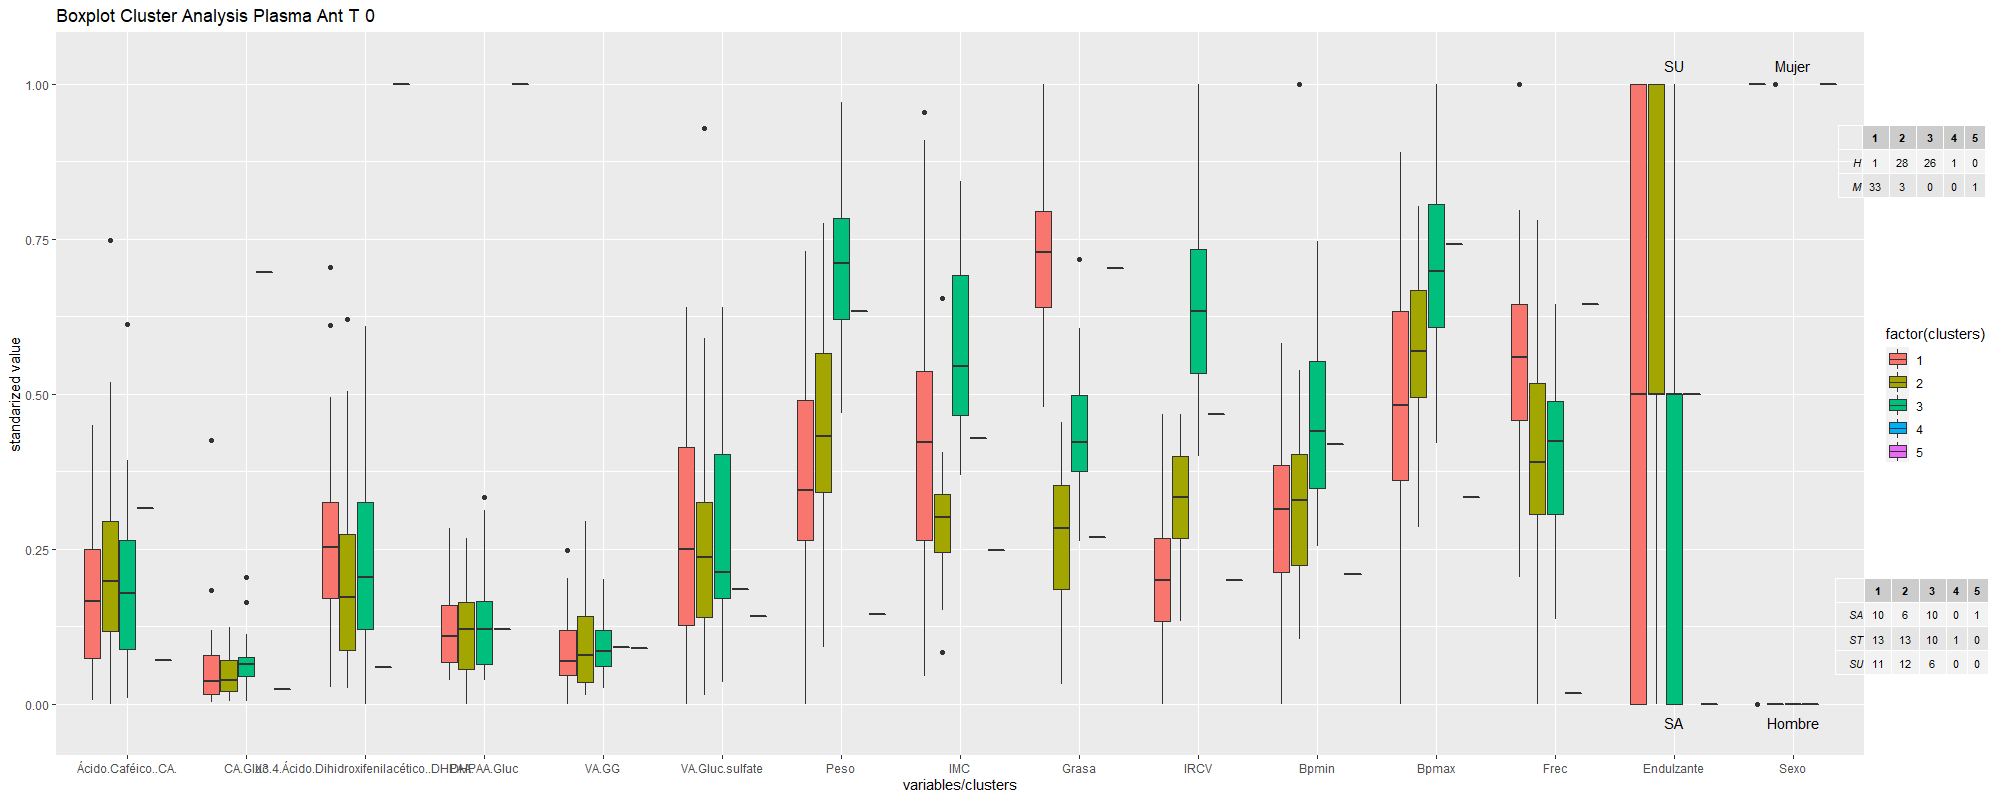 Boxplot Cluster Analysis Plasma Ant T 0
standarized value
1.00
0.75
0.50
0.25
0.00
SU
Mujer
SA
Hombre
1 2 3 4 5
H 1 28 26 1 0
M 33 3 0 0 1
factor(clusters)
1
2
3
4
5
1 2 3 4 5
SA 10 6 10 0 1
ST 13 13 10 1 0
SU 11 12 6 0 0
Ácido.Caféico..CA. VA.GG VA.Gluc.sulfate Peso IMC Grasa IRCV Bpmin Bpmax Frec Endulzante Sexo
variables/clusters